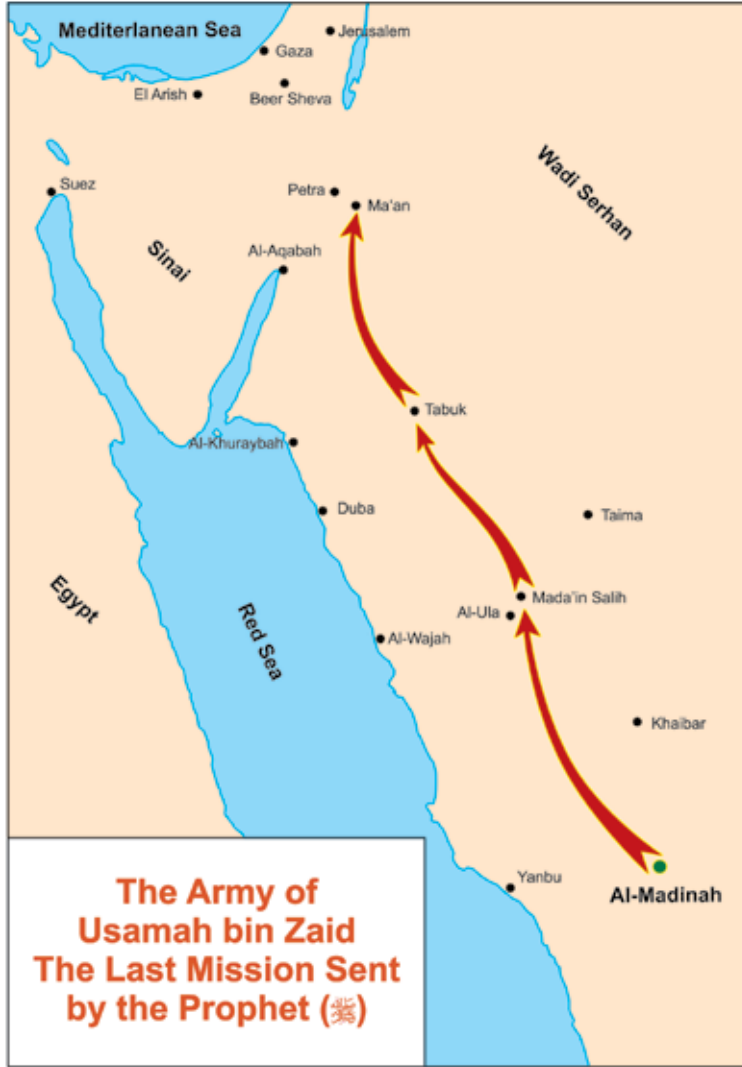 Mediterlanean Sea
Jerusalem
Gaza
El Arish
Beer Sheva
Wadi Serhan
Suez
Petra
Ma'an
Sinai
Al-Aqabah
Tabuk
Al-Khuraybah
Duba
Taima
Egypt
Red Sea
Mada'in Salih
Al-Ula
Al-Wajah
Khaibar
Yanbu
Al-Madinah
The Army of
Usamah bin Zaid
The Last Mission Sent
by the Prophet (ﷺ)